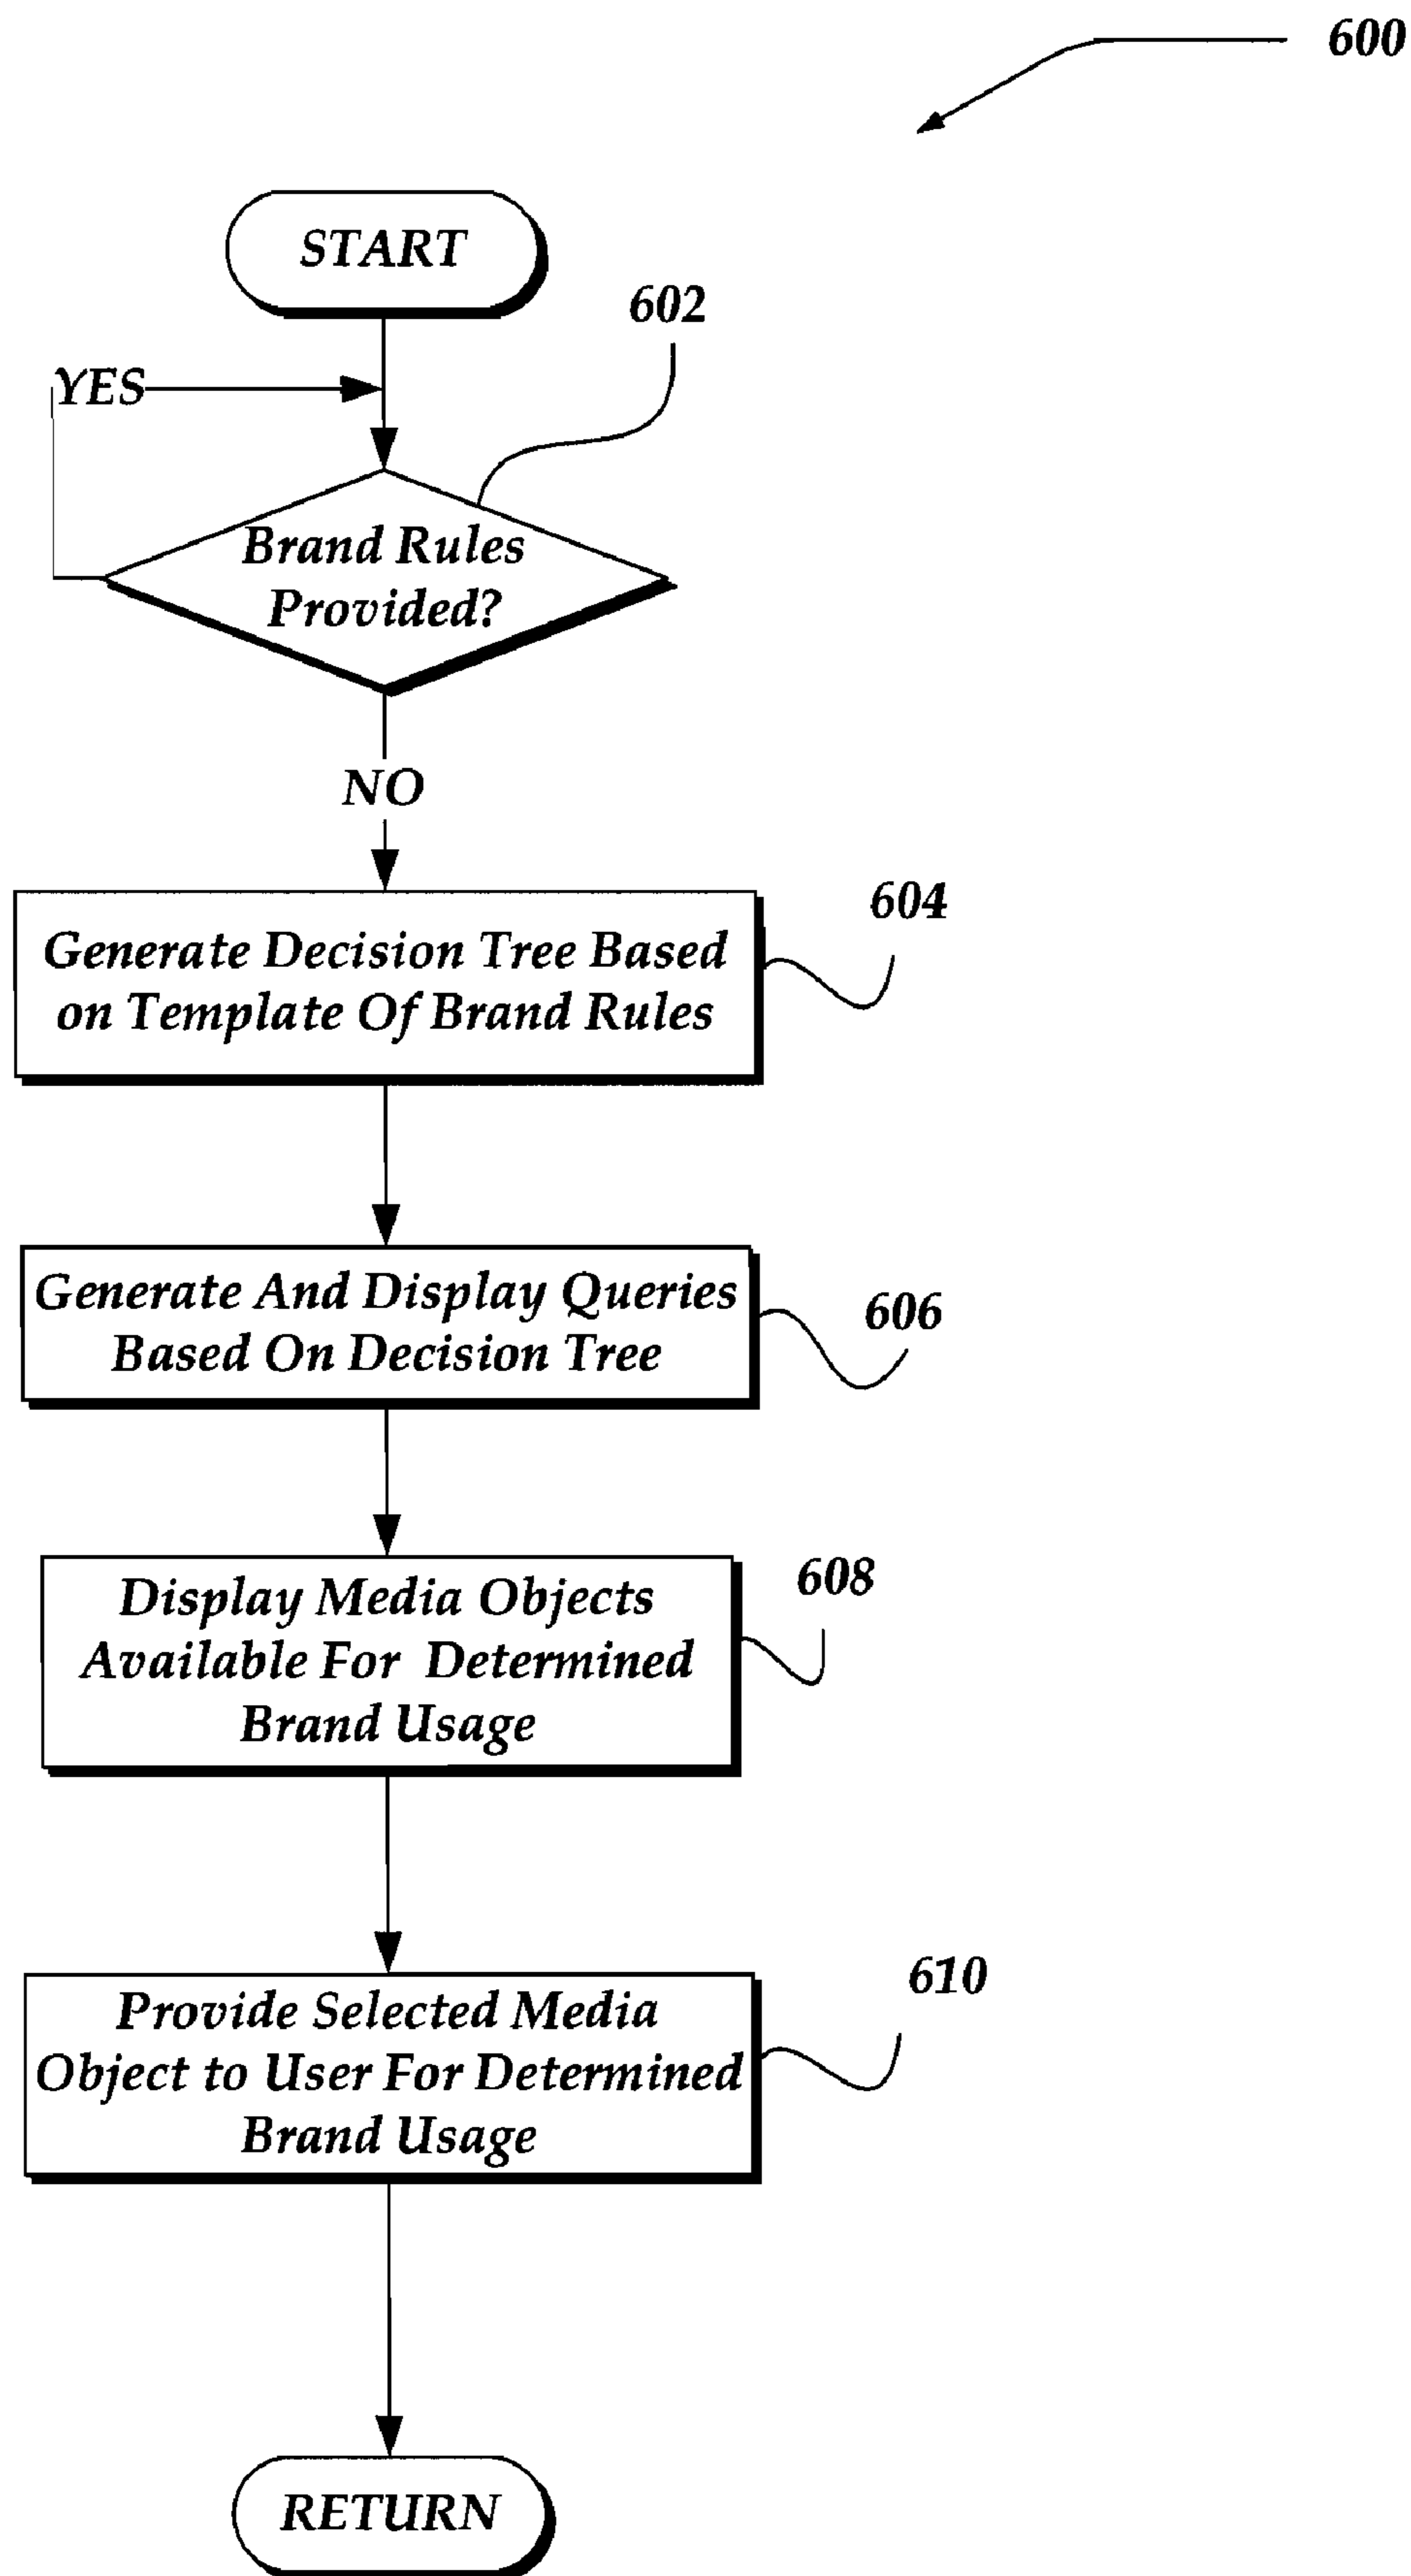 600
START
602
YES
Brand Rules
Provided?
NO
604
Generate Decision Tree Based
on Template Of Brand Rules
606
Generate And Display Queries
Based On Decision Tree
608
Display Media Objects
Available For Determined
Brand Usage
610
Provide Selected Media
Object to User For Determined
Brand Usage
RETURN